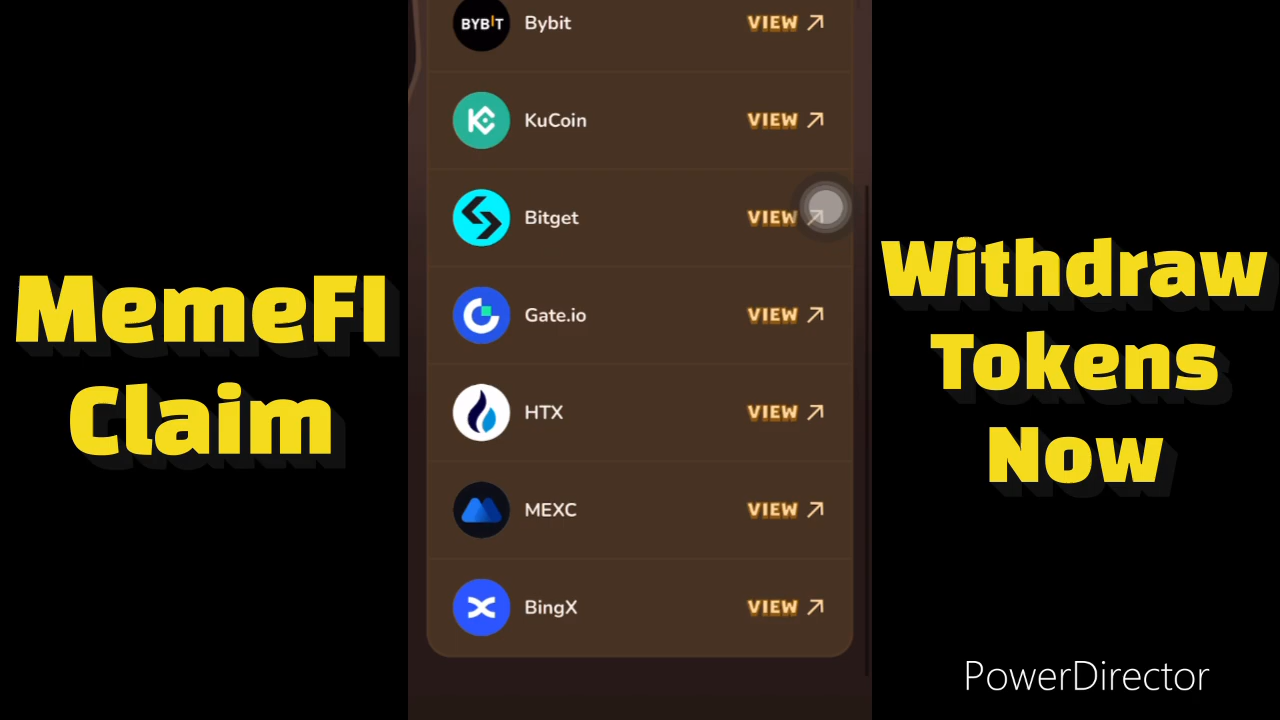 MemeFI
Claim
BYBIT Bybit VIEW
KuCoin VIEW
Bitget VIEW
Gate.io VIEW
HTX VIEW
MEXC VIEW
BingX VIEW
Withdraw
Tokens
Now
PowerDirector